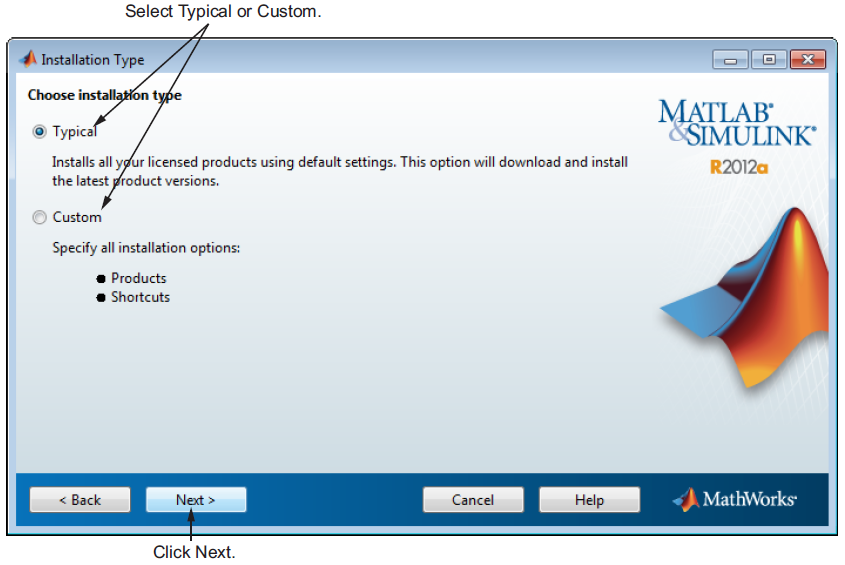 Select Typical or Custom.
Installation Type
Choose installation type
Typical
Installs all your licensed products using default settings. This option will download and install
the latest product versions.
Custom
Specify all installation options:
● Products
● Shortcuts
MATLAB®
&SIMULINK®
R2012a
< Back
Next >
Cancel
Help
MathWorks®
Click Next.